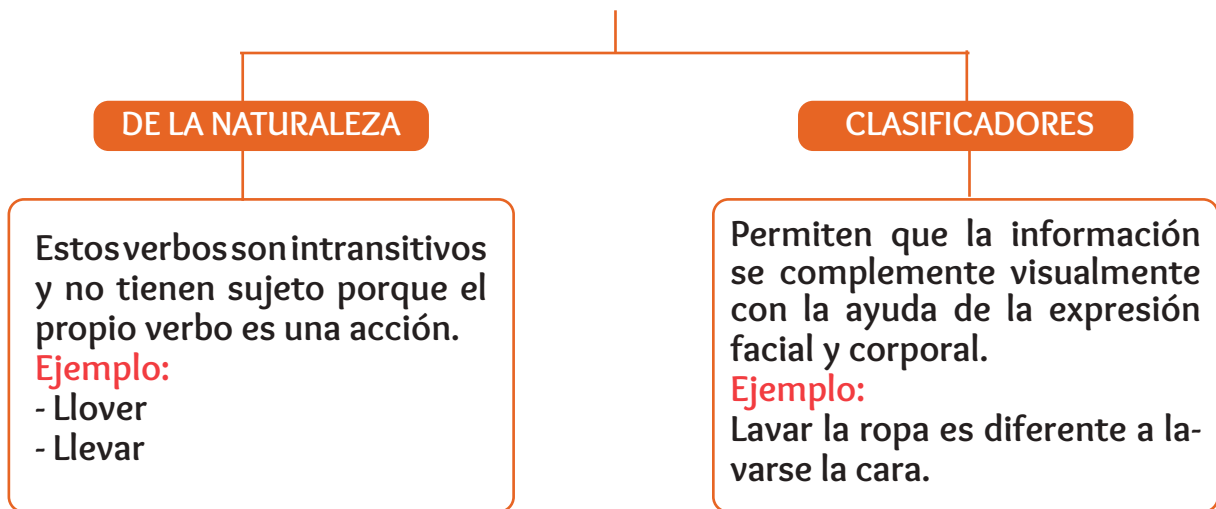 DE LA NATURALEZA
Estos verbos son intransitivos
y no tienen sujeto porque el
propio verbo es una acción.
Ejemplo:
- Llover
- Llevar
CLASIFICADORES
Permiten que la información
se complemente visualmente
con la ayuda de la expresión
facial y corporal.
Ejemplo:
Lavar la ropa es diferente a la-
varse la cara.